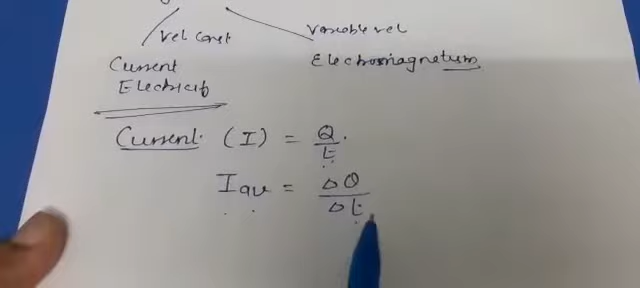 vel const
Variable vel
Current
Electricity
Electromagnetism
Current (I) = Q/t.
Iav = ΔQ/Δt